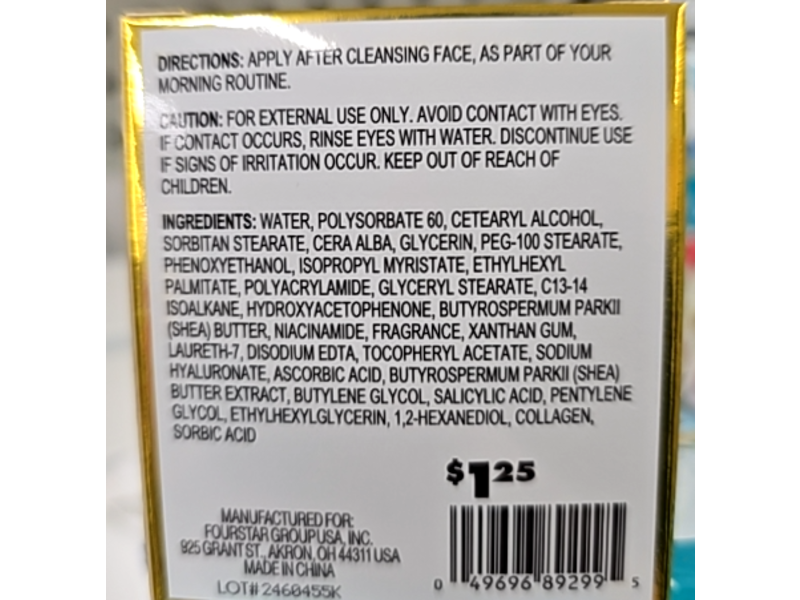 DIRECTIONS: APPLY AFTER CLEANSING FACE, AS PART OF YOUR
MORNING ROUTINE.
CAUTION: FOR EXTERNAL USE ONLY. AVOID CONTACT WITH EYES.
IF CONTACT OCCURS, RINSE EYES WITH WATER. DISCONTINUE USE
IF SIGNS OF IRRITATION OCCUR. KEEP OUT OF REACH OF
CHILDREN.
INGREDIENTS: WATER, POLYSORBATE 60, CETEARYL ALCOHOL,
SORBITAN STEARATE, CERA ALBA, GLYCERIN, PEG-100 STEARATE,
PHENOXYETHANOL, ISOPROPYL MYRISTATE, ETHYLHEXYL
PALMITATE, POLYACRYLAMIDE, GLYCERYL STEARATE, C13-14
ISOALKANE, HYDROXYACETOPHENONE, BUTYROSPERMUM PARKII
(SHEA) BUTTER, NIACINAMIDE, FRAGRANCE, XANTHAN GUM,
LAURETH-7, DISODIUM EDTA, TOCOPHERYL ACETATE, SODIUM
HYALURONATE, ASCORBIC ACID, BUTYROSPERMUM PARKII (SHEA)
BUTTER EXTRACT, BUTYLENE GLYCOL, SALICYLIC ACID, PENTYLENE
GLYCOL, ETHYLHEXYLGLYCERIN, 1,2-HEXANEDIOL, COLLAGEN,
SORBIC ACID
$1.25
MANUFACTURED FOR:
FOURSTAR GROUP USA, INC.
925 GRANT ST., AKRON, OH 44311 USA
MADE IN CHINA
LOT# 2460455K
0 49696 89299 5